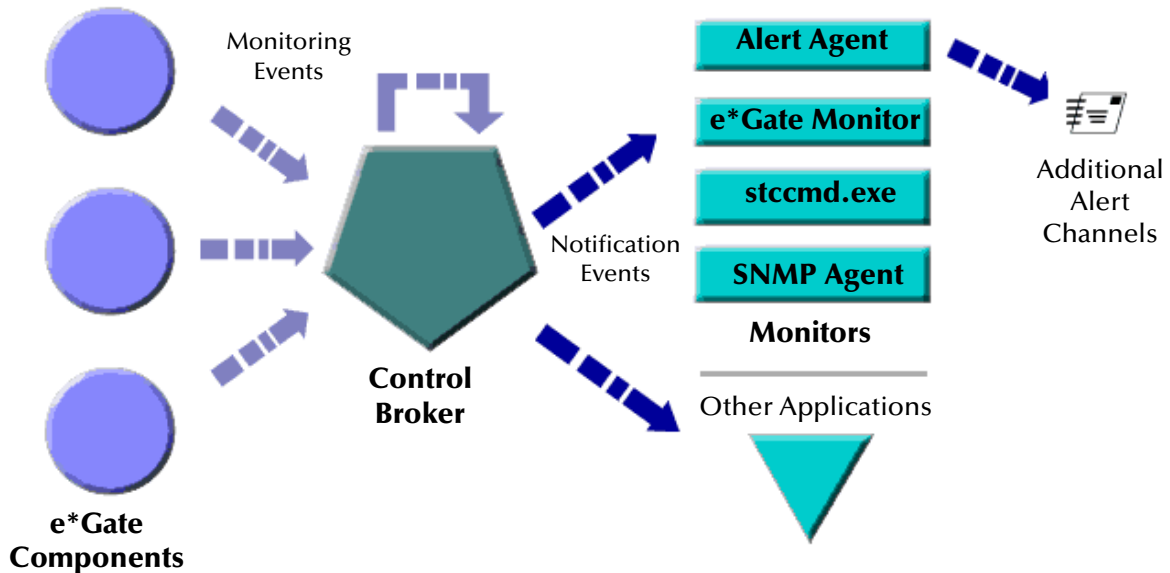 Monitoring
Events
Alert Agent
e*Gate Monitor
stccmd.exe
SNMP Agent
Monitors
Notification
Events
Additional
Alert
Channels
Control
Broker
Other Applications
e*Gate
Components